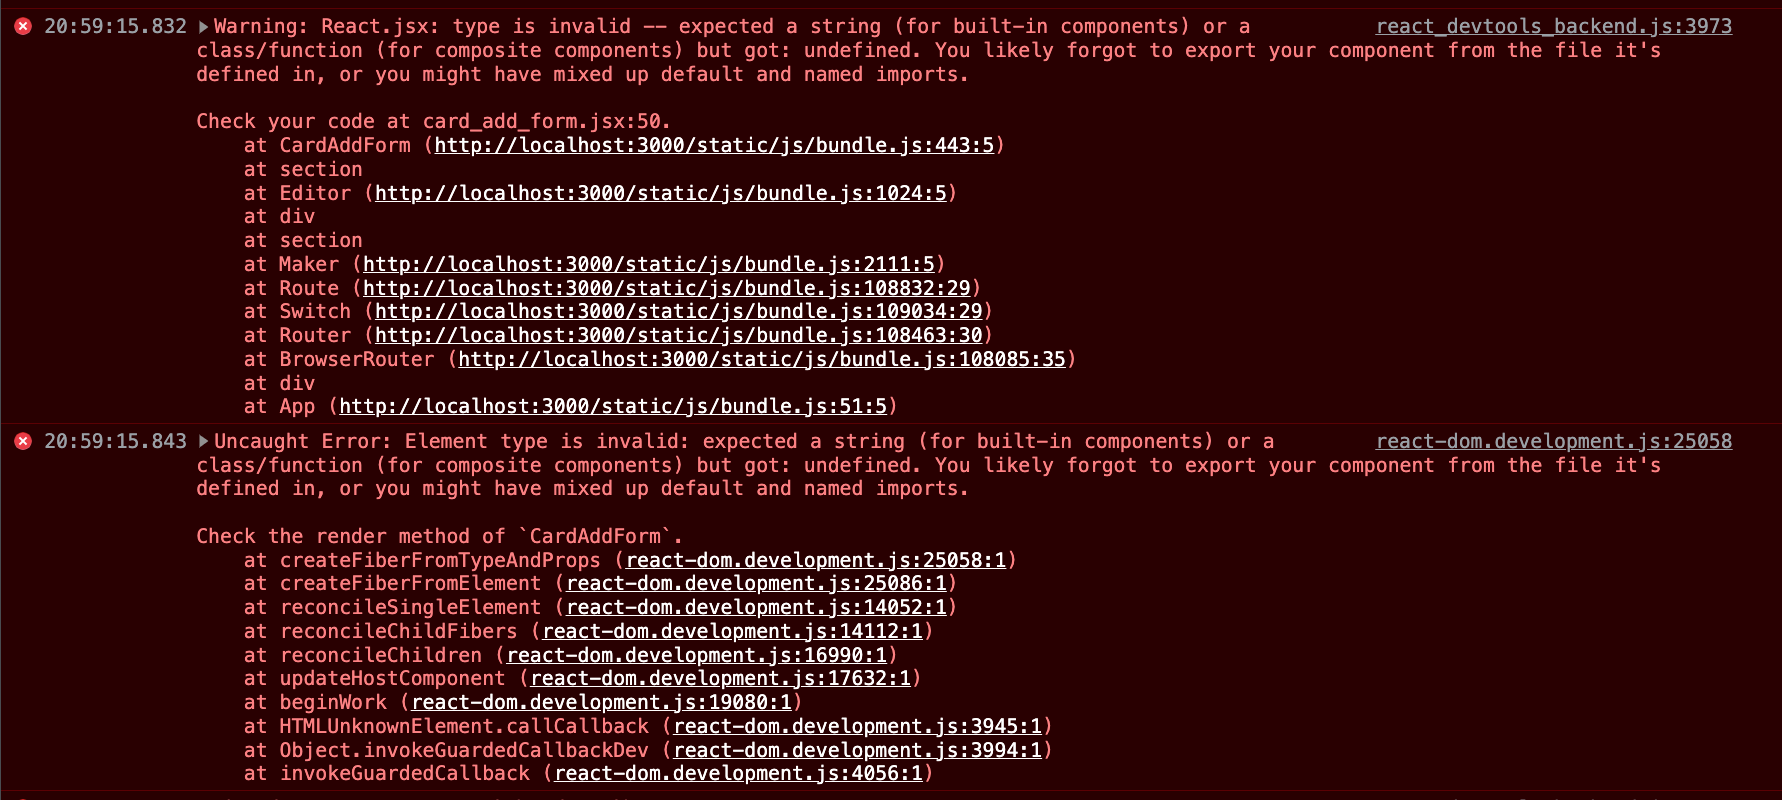 20:59:15.832 Warning: React.jsx: type is invalid -- expected a string (for built-in components) or a react_devtools_backend.js:3973
class/function (for composite components) but got: undefined. You likely forgot to export your component from the file it's
defined in, or you might have mixed up default and named imports.
Check your code at card_add_form.jsx:50.
at CardAddForm (http://localhost:3000/static/js/bundle.js:443:5)
at section
at Editor (http://localhost:3000/static/js/bundle.js:1024:5)
at div
at section
at Maker (http://localhost:3000/static/js/bundle.js:2111:5)
at Route (http://localhost:3000/static/js/bundle.js:108832:29)
at Switch (http://localhost:3000/static/js/bundle.js:109034:29)
at Router (http://localhost:3000/static/js/bundle.js:108463:30)
at BrowserRouter (http://localhost:3000/static/js/bundle.js:108085:35)
at div
at App (http://localhost:3000/static/js/bundle.js:51:5)
20:59:15.843 Uncaught Error: Element type is invalid: expected a string (for built-in components) or a react-dom.development.js:25058
class/function (for composite components) but got: undefined. You likely forgot to export your component from the file it's
defined in, or you might have mixed up default and named imports.
Check the render method of `CardAddForm`.
at createFiberFromTypeAndProps (react-dom.development.js:25058:1)
at createFiberFromElement (react-dom.development.js:25086:1)
at reconcileSingleElement (react-dom.development.js:14052:1)
at reconcileChildFibers (react-dom.development.js:14112:1)
at reconcileChildren (react-dom.development.js:16990:1)
at updateHostComponent (react-dom.development.js:17632:1)
at beginWork (react-dom.development.js:19080:1)
at HTMLUnknownElement.callCallback (react-dom.development.js:3945:1)
at Object.invokeGuardedCallbackDev (react-dom.development.js:3994:1)
at invokeGuardedCallback (react-dom.development.js:4056:1)